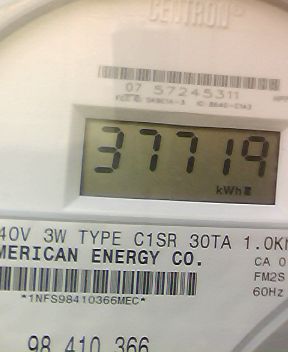 CENTRON®
07 57245311
37719
kWh
40V 3W TYPE C1SR 30TA 1.0K
MERICAN ENERGY CO.
CA 0
FM2S
60Hz
*1NFS98410366MEC*
98 410 366